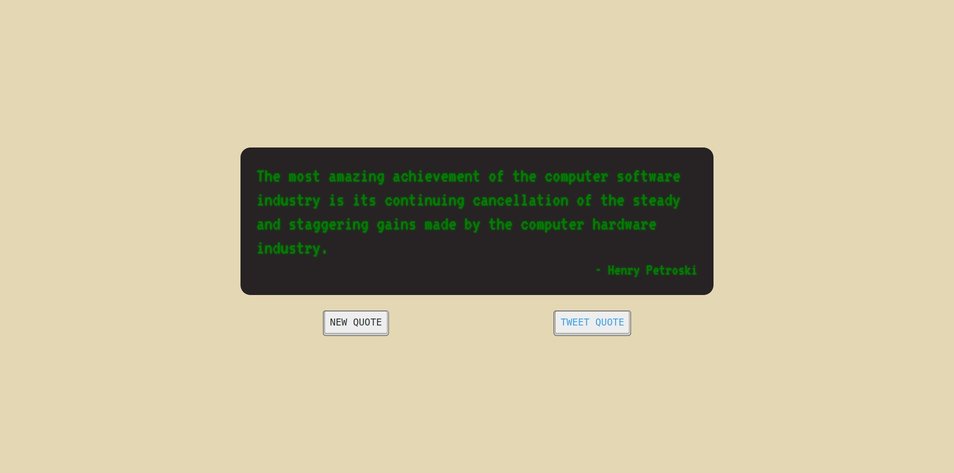 The most amazing achievement of the computer software
industry is its continuing cancellation of the steady
and staggering gains made by the computer hardware
industry.
- Henry Petroski
NEW QUOTE
TWEET QUOTE